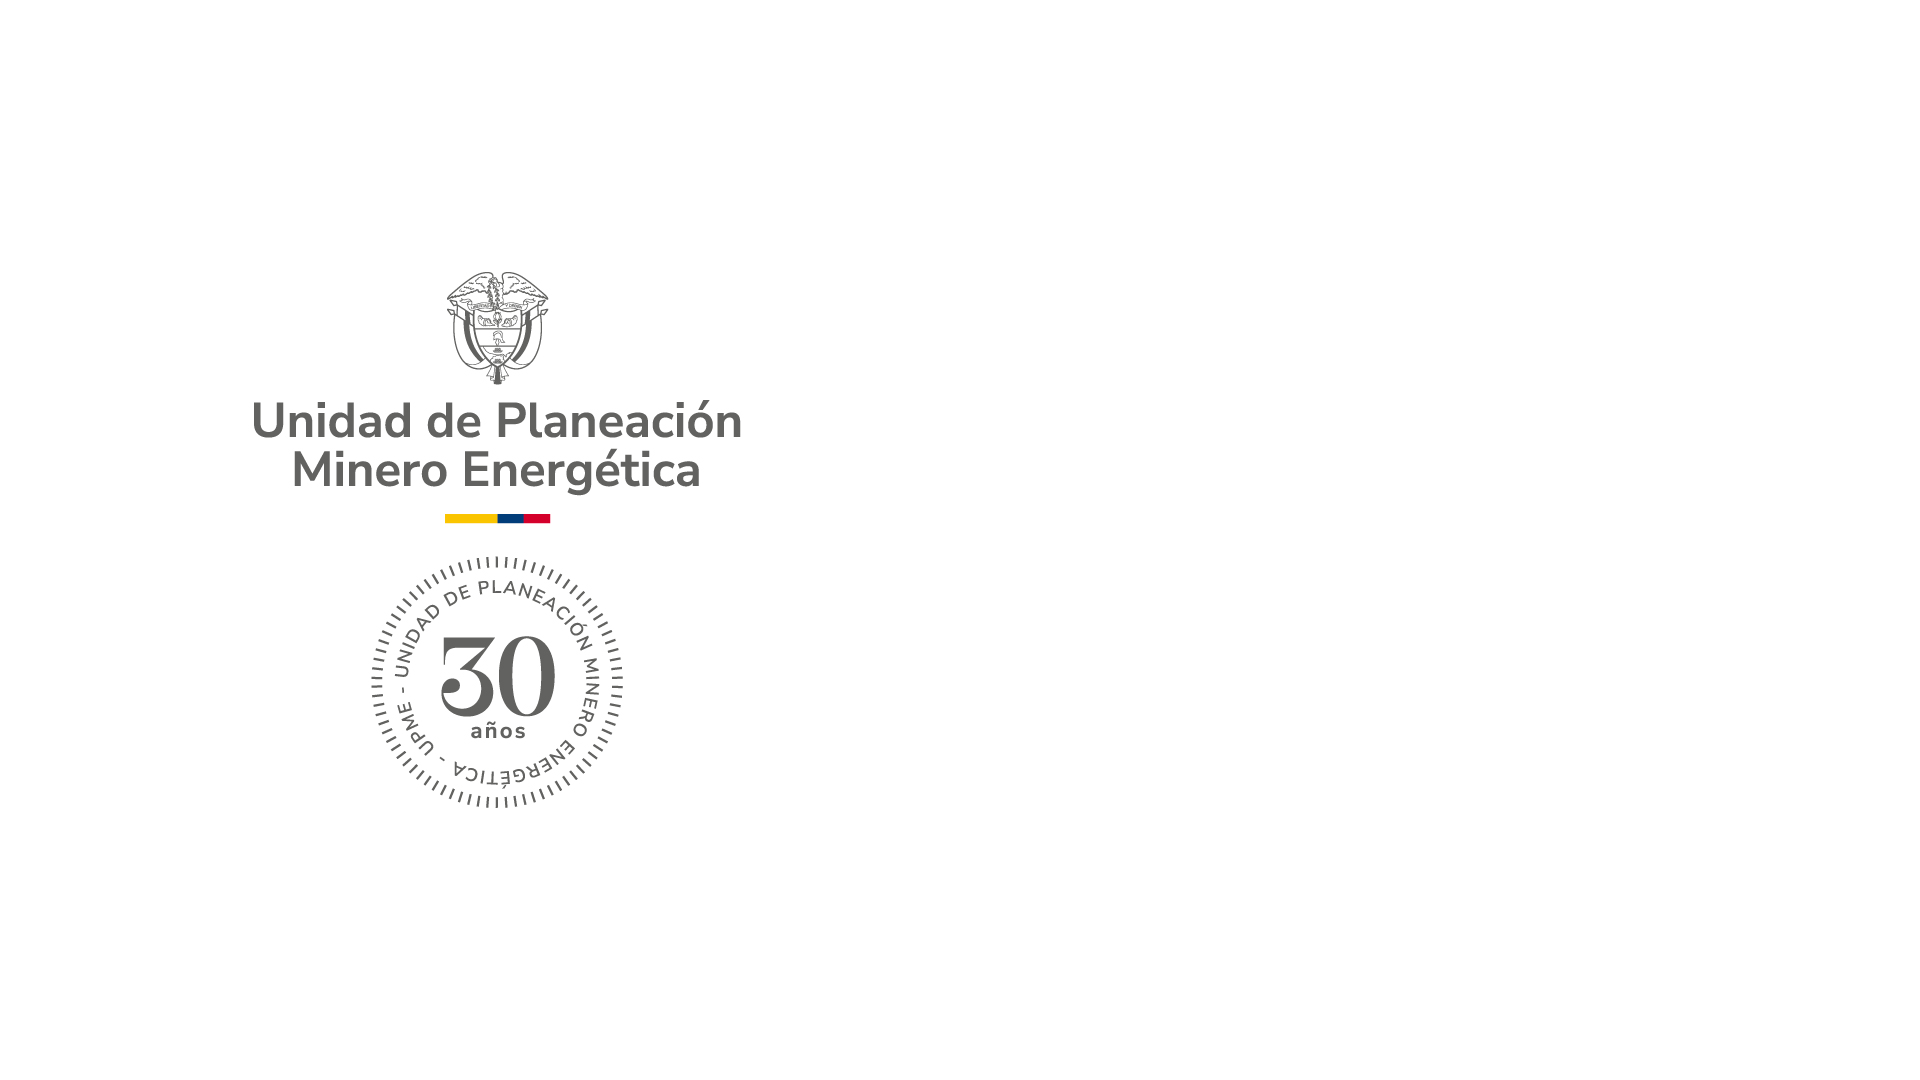 Unidad de Planeación
Minero Energética
UPME - UNIDAD DE PLANEACIÓN MINERO ENERGÉTICA -
30
años